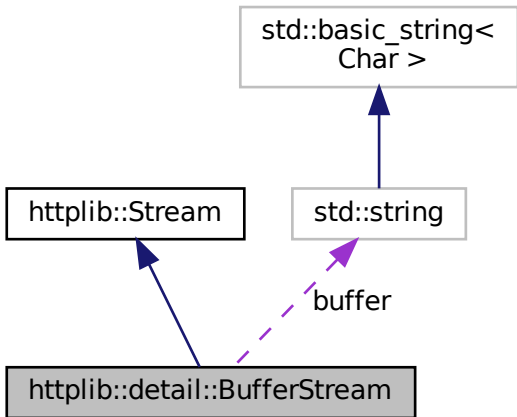 std::basic_string<
Char >
httplib::Stream
std::string
buffer
httplib::detail::BufferStream